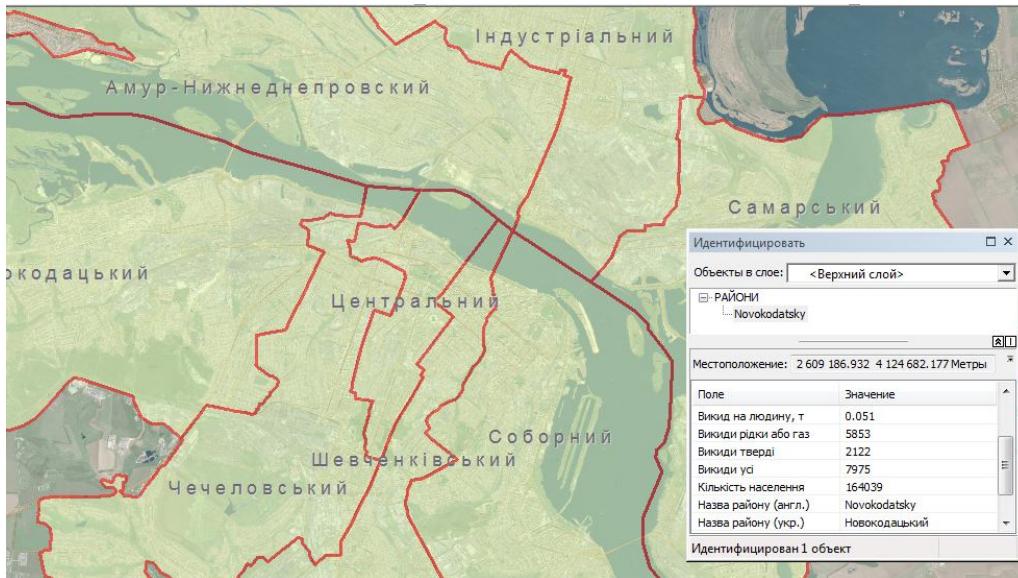 Індустріальний
Амур-Нижнеднепровский
Самарський
окодацький
Центральний
Соборний
Шевченківський
Чечеловський
Идентифицировать
Объекты в слое: <Верхний слой>
РАЙОНИ
Novokodatsky
Местоположение: 2 609 186.932 4 124 682.177 Метры
Поле Значение
Викид на людину, т 0.051
Викиди рідки або газ 5853
Викиди тверді 2122
Викиди усі 7975
Кількість населення 164039
Назва району (англ.) Novokodatsky
Назва району (укр.) Новокодацький
Идентифицирован 1 объект